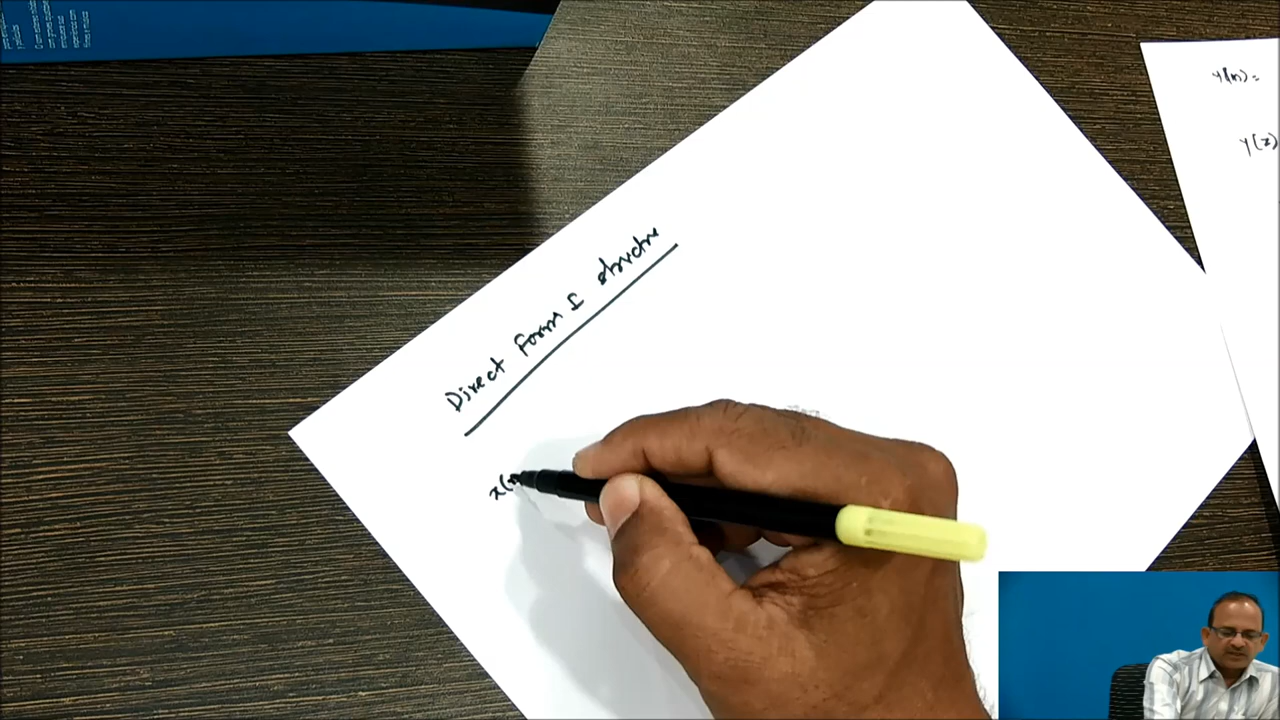 Direct Form I structure
x(n
Y(n) =
Y(z)